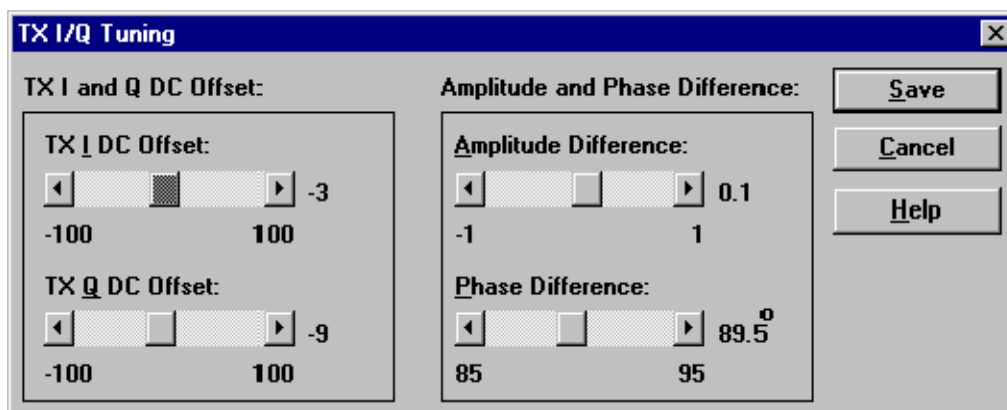 TX I/Q Tuning
TX I and Q DC Offset:
TX I DC Offset:
-3
-100 100
TX Q DC Offset:
-9
-100 100
Amplitude and Phase Difference:
Amplitude Difference:
0.1
-1 1
Phase Difference:
89.5°
85 95
Save
Cancel
Help